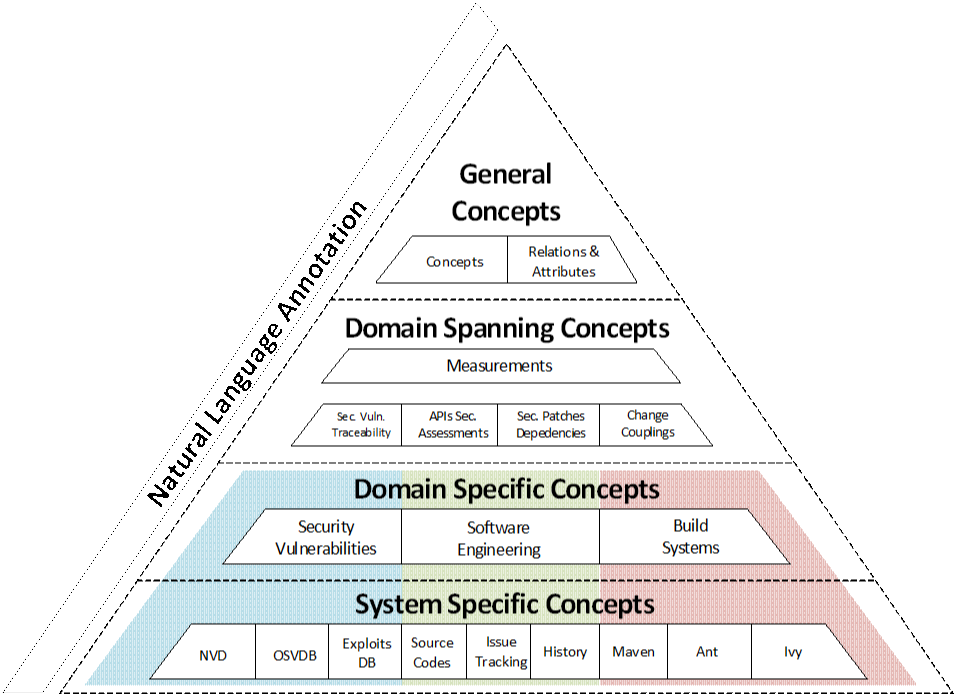 Natural Language Annotation
General
Concepts
Concepts
Relations &
Attributes
Domain Spanning Concepts
Measurements
Sec. Vuln.
Traceability
APIs Sec.
Assessments
Sec. Patches
Depedencies
Change
Couplings
Domain Specific Concepts
Security
Vulnerabilities
Software
Engineering
Build
Systems
System Specific Concepts
NVD
OSVDB
Exploits
DB
Source
Codes
Issue
Tracking
History
Maven
Ant
Ivy